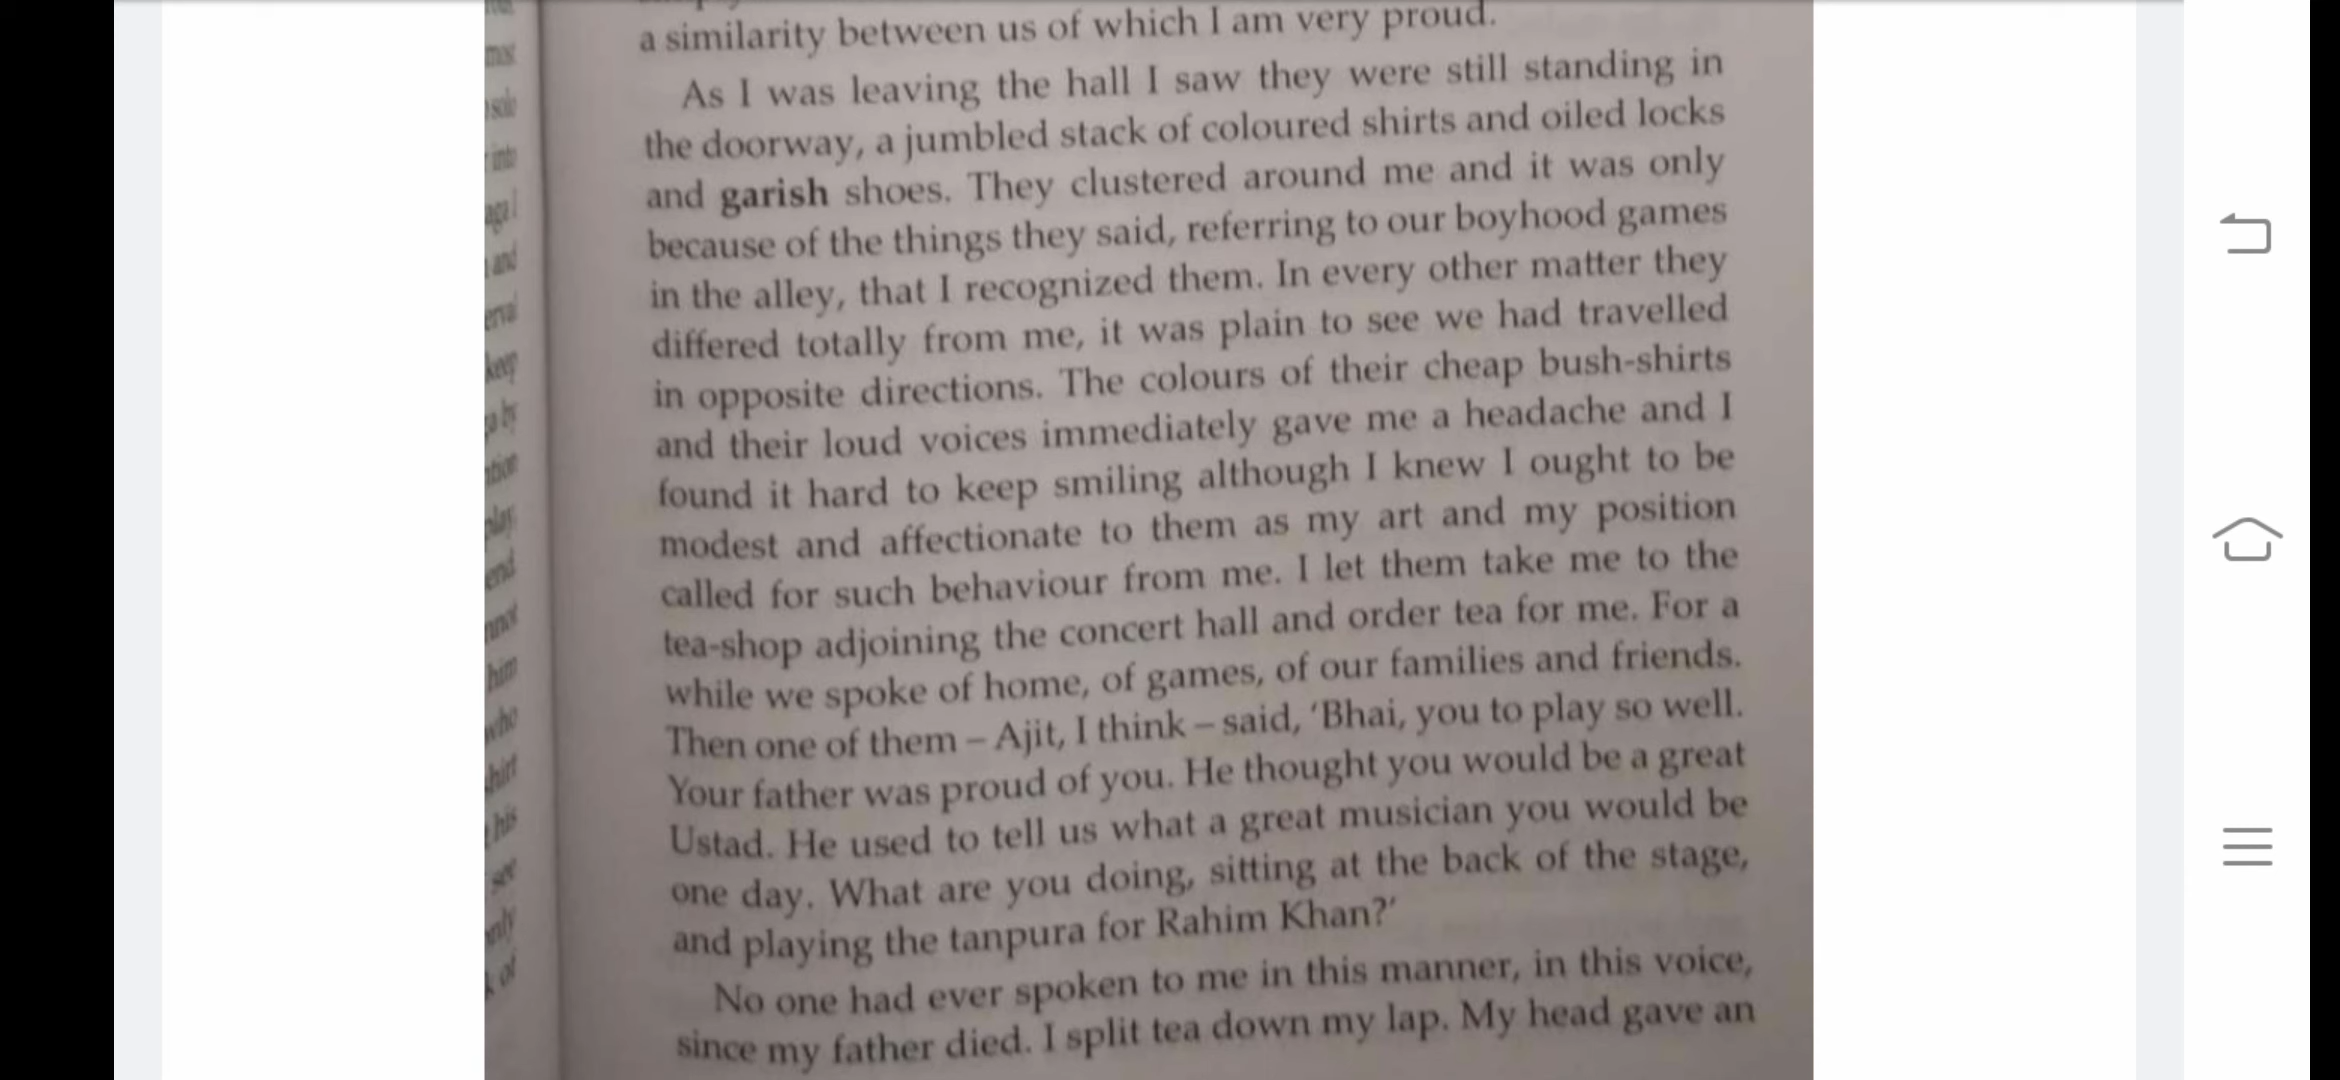 a similarity between us of which I am very proud.
As I was leaving the hall I saw they were still standing in
the doorway, a jumbled stack of coloured shirts and oiled locks
and garish shoes. They clustered around me and it was only
because of the things they said, referring to our boyhood games
in the alley, that I recognized them. In every other matter they
differed totally from me, it was plain to see we had travelled
in opposite directions. The colours of their cheap bush-shirts
and their loud voices immediately gave me a headache and I
found it hard to keep smiling although I knew I ought to be
modest and affectionate to them as my art and my position
called for such behaviour from me. I let them take me to the
tea-shop adjoining the concert hall and order tea for me. For a
while we spoke of home, of games, of our families and friends.
Then one of them – Ajit, I think – said, ‘Bhai, you to play so well.
Your father was proud of you. He thought you would be a great
Ustad. He used to tell us what a great musician you would be
one day. What are you doing, sitting at the back of the stage,
and playing the tanpura for Rahim Khan?’
No one had ever spoken to me in this manner, in this voice,
since my father died. I split tea down my lap. My head gave an